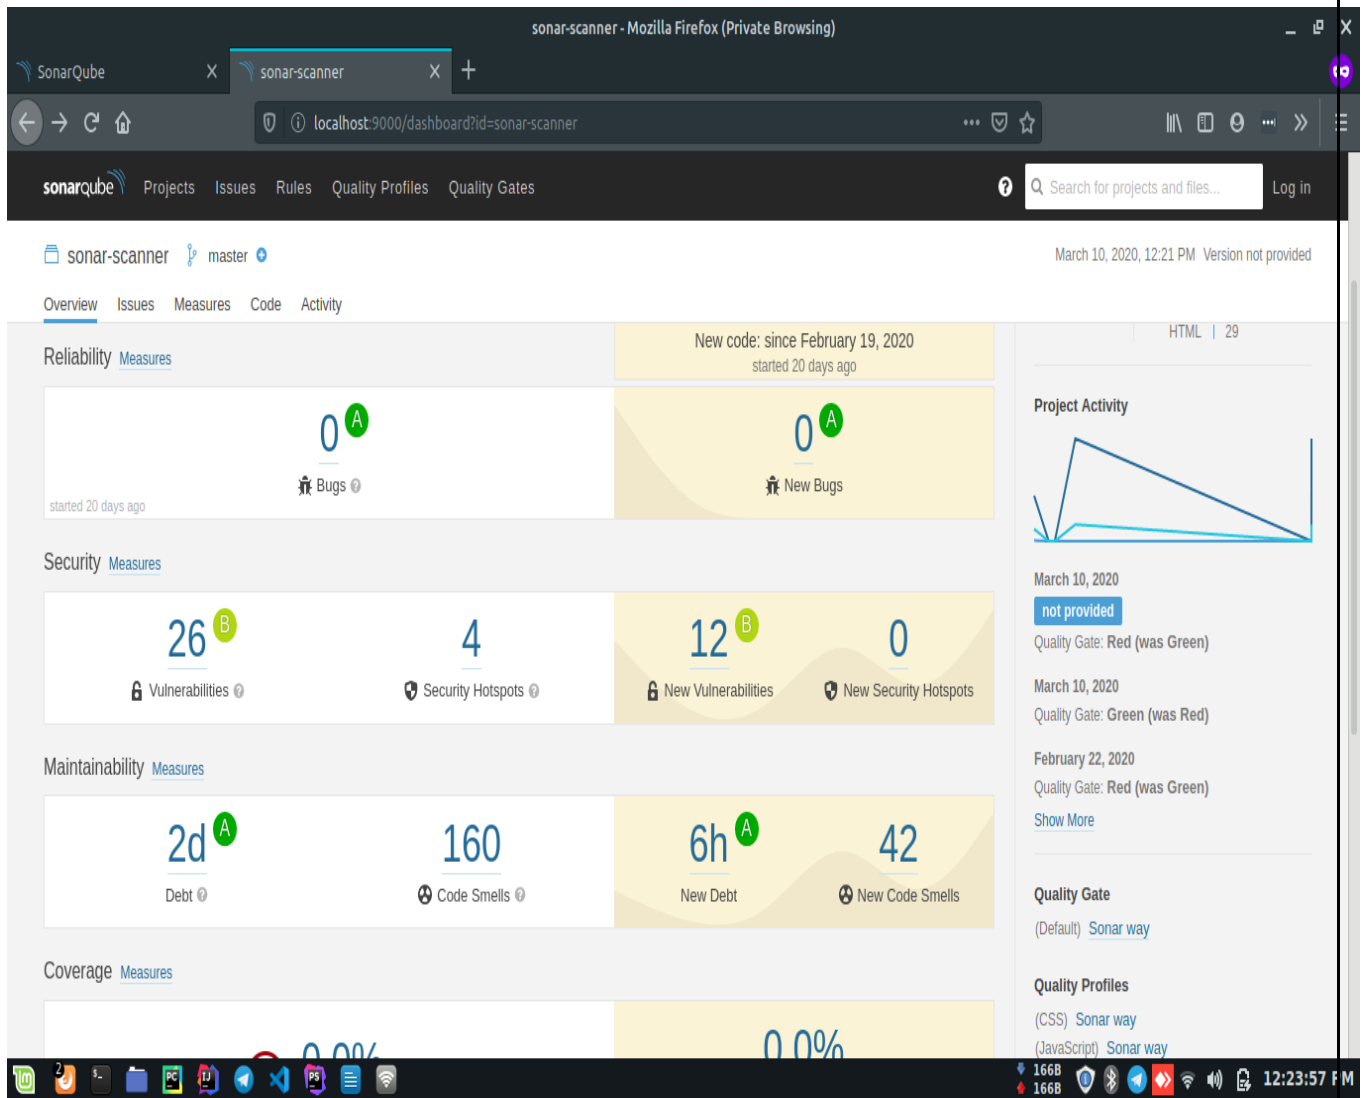 sonar-scanner - Mozilla Firefox (Private Browsing)
SonarQube
sonar-scanner
localhost:9000/dashboard?id=sonar-scanner
sonarqube Projects Issues Rules Quality Profiles Quality Gates
Search for projects and files...
Log in
sonar-scanner master
March 10, 2020, 12:21 PM Version not provided
Overview Issues Measures Code Activity
Reliability Measures
New code: since February 19, 2020
started 20 days ago
0 A
Bugs
started 20 days ago
0 A
New Bugs
Security Measures
26 B
Vulnerabilities
4
Security Hotspots
12 B
New Vulnerabilities
0
New Security Hotspots
Maintainability Measures
2d A
Debt
160
Code Smells
6h A
New Debt
42
New Code Smells
Coverage Measures
0.0%
0.0%
HTML 29
Project Activity
March 10, 2020
not provided
Quality Gate: Red (was Green)
March 10, 2020
Quality Gate: Green (was Red)
February 22, 2020
Quality Gate: Red (was Green)
Show More
Quality Gate
(Default) Sonar way
Quality Profiles
(CSS) Sonar way
(JavaScript) Sonar way
2
PC
IJ
PS
166B
166B
12:23:57 PM